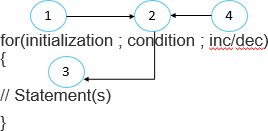 1 2 4
for(initialization ; condition ; inc/dec)
{
3
// Statement(s)
}